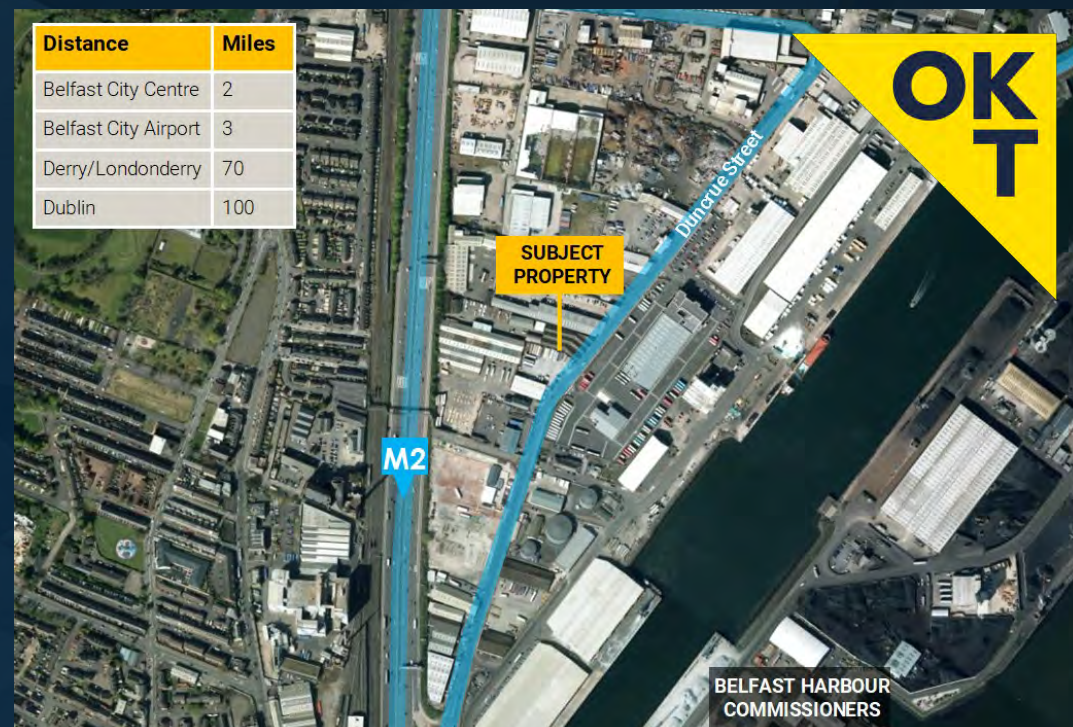 Distance Miles
Belfast City Centre 2
Belfast City Airport 3
Derry/Londonderry 70
Dublin 100
OK
T
Duncrue Street
SUBJECT
PROPERTY
M2
BELFAST HARBOUR
COMMISSIONERS